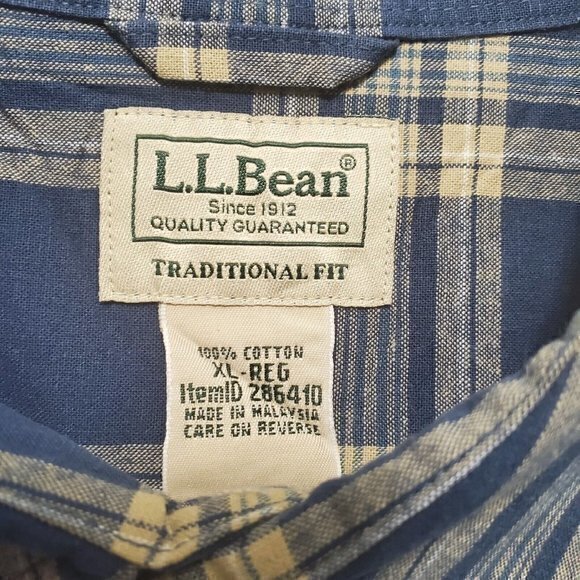 L.L.Bean®
Since 1912
QUALITY GUARANTEED
TRADITIONAL FIT
100% COTTON
XL-REG
ItemID 286410
MADE IN MALAYSIA
CARE ON REVERSE